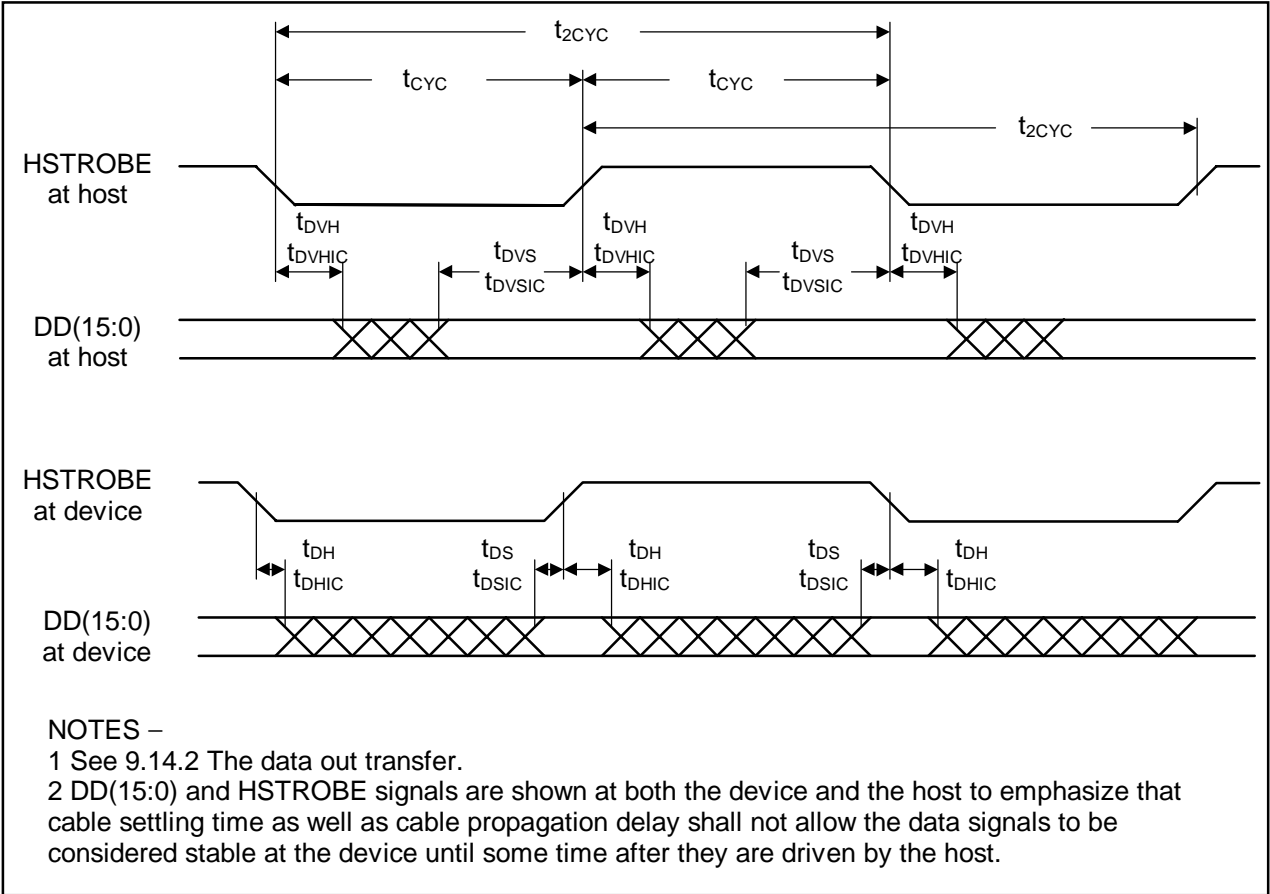 t2CYC
tCYC tCYC
t2CYC
HSTROBE
at host
tDVH tDVH tDVH
tDVHIC tDVS tDVHIC tDVS tDVHIC
tDVSIC tDVSIC
DD(15:0)
at host
HSTROBE
at device
tDH tDS tDH tDS tDH
tDHIC tDSIC tDHIC tDSIC tDHIC
DD(15:0)
at device
NOTES –
1 See 9.14.2 The data out transfer.
2 DD(15:0) and HSTROBE signals are shown at both the device and the host to emphasize that
cable settling time as well as cable propagation delay shall not allow the data signals to be
considered stable at the device until some time after they are driven by the host.